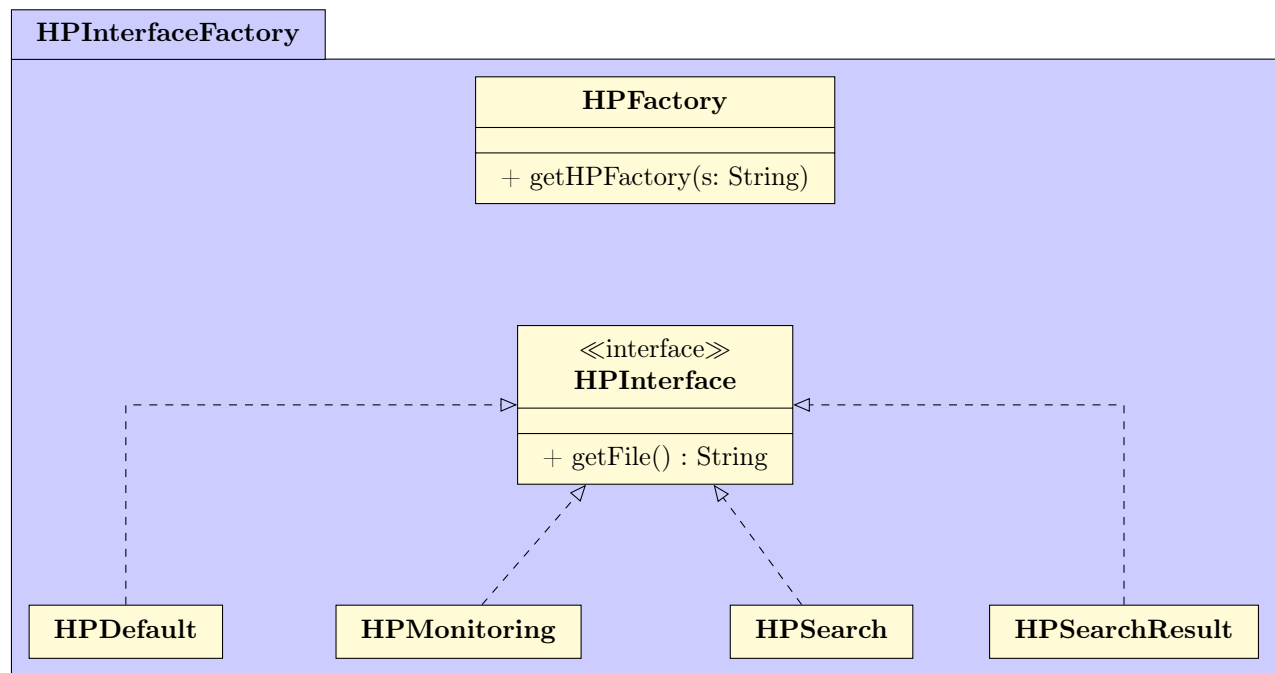 HPInterfaceFactory
HPFactory
+ getHPFactory(s: String)
≪interface≫
HPInterface
+ getFile() : String
HPDefault
HPMonitoring
HPSearch
HPSearchResult